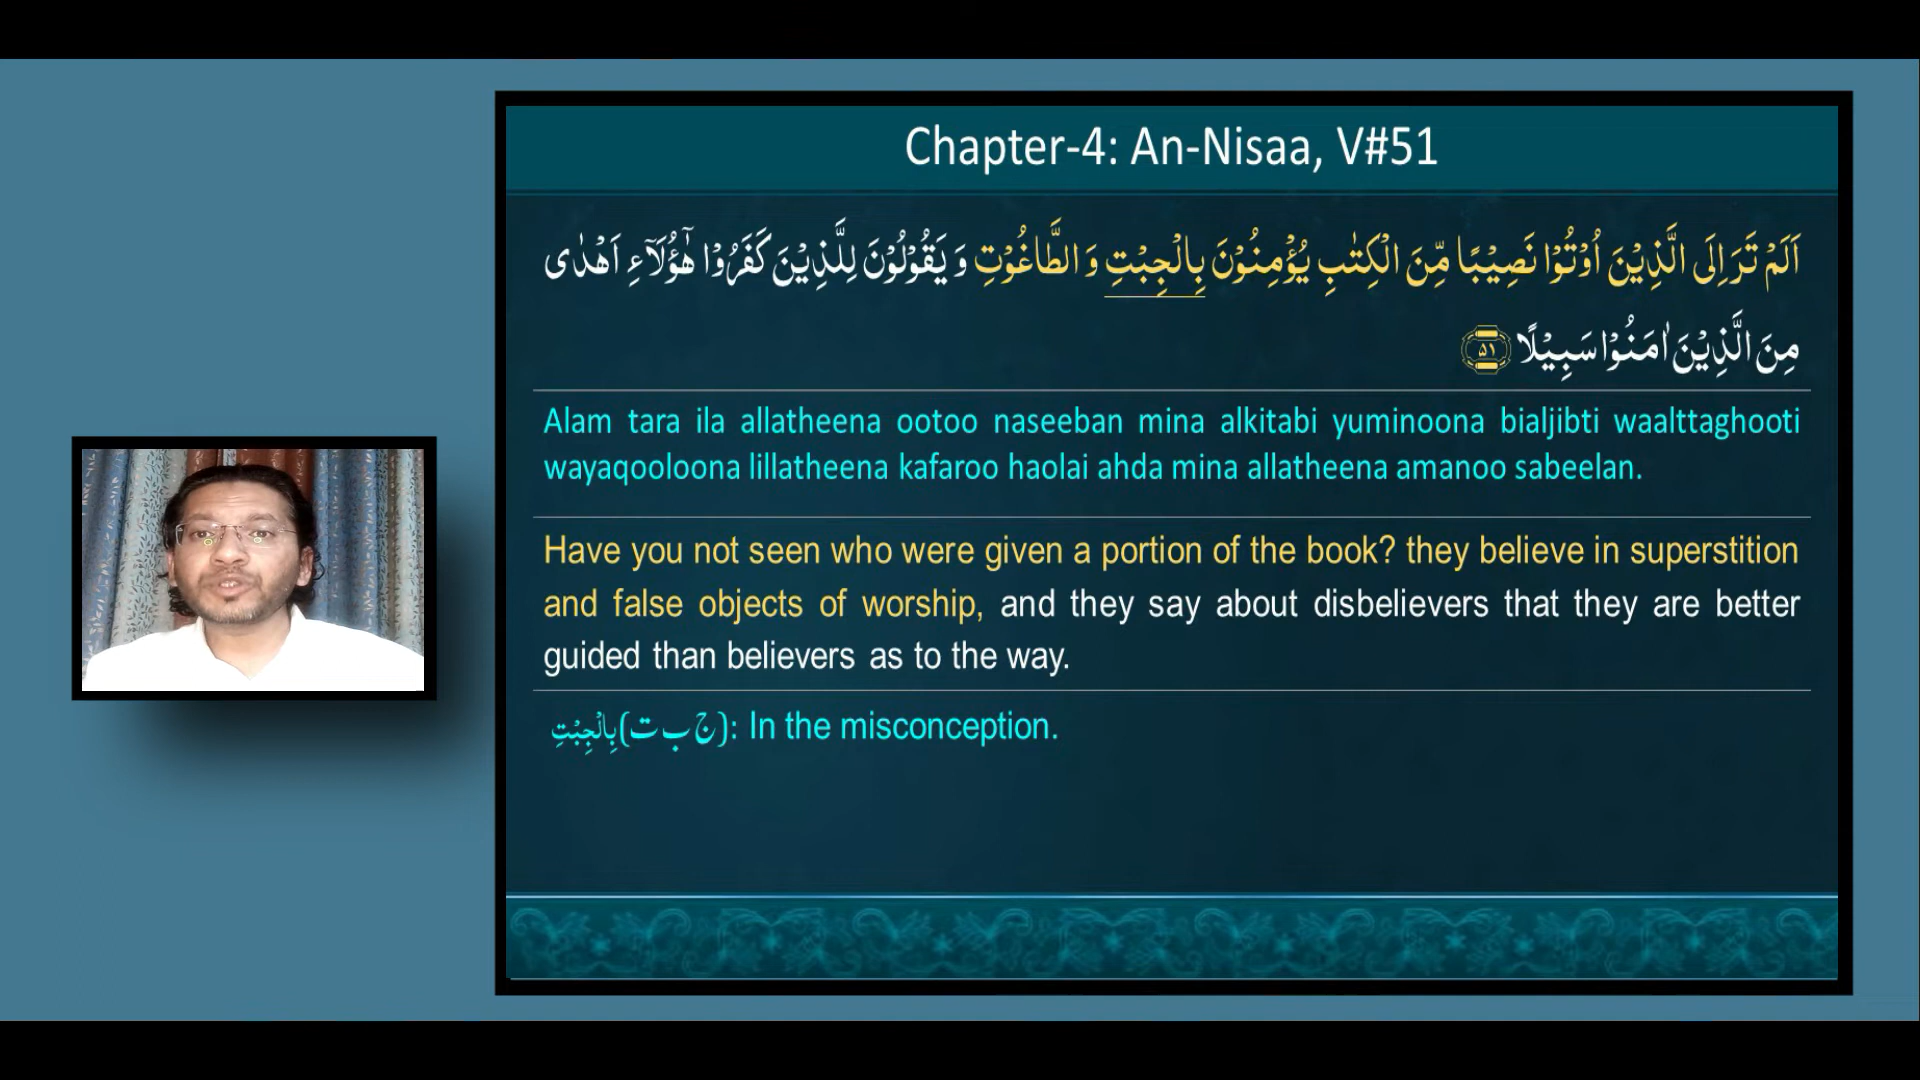 Chapter-4: An-Nisaa, V#51
اَلَمْ تَرَ اِلَی الَّذِیْنَ اُوْتُوْا نَصِیْبًا مِّنَ الْكِتٰبِ یُؤْمِنُوْنَ بِالْجِبْتِ وَ الطَّاغُوْتِ وَ یَقُوْلُوْنَ لِلَّذِیْنَ كَفَرُوْا هٰۤؤُلَآءِ اَهْدٰی
مِنَ الَّذِیْنَ اٰمَنُوْا سَبِیْلًا ﴿۵۱﴾
Alam tara ila allatheena ootoo naseeban mina alkitabi yuminoona bialjibti waalttaghooti
wayaqooloona lillatheena kafaroo haolai ahda mina allatheena amanoo sabeelan.
Have you not seen who were given a portion of the book? they believe in superstition
and false objects of worship, and they say about disbelievers that they are better
guided than believers as to the way.
بِالْجِبْتِ(ج ب ت): In the misconception.